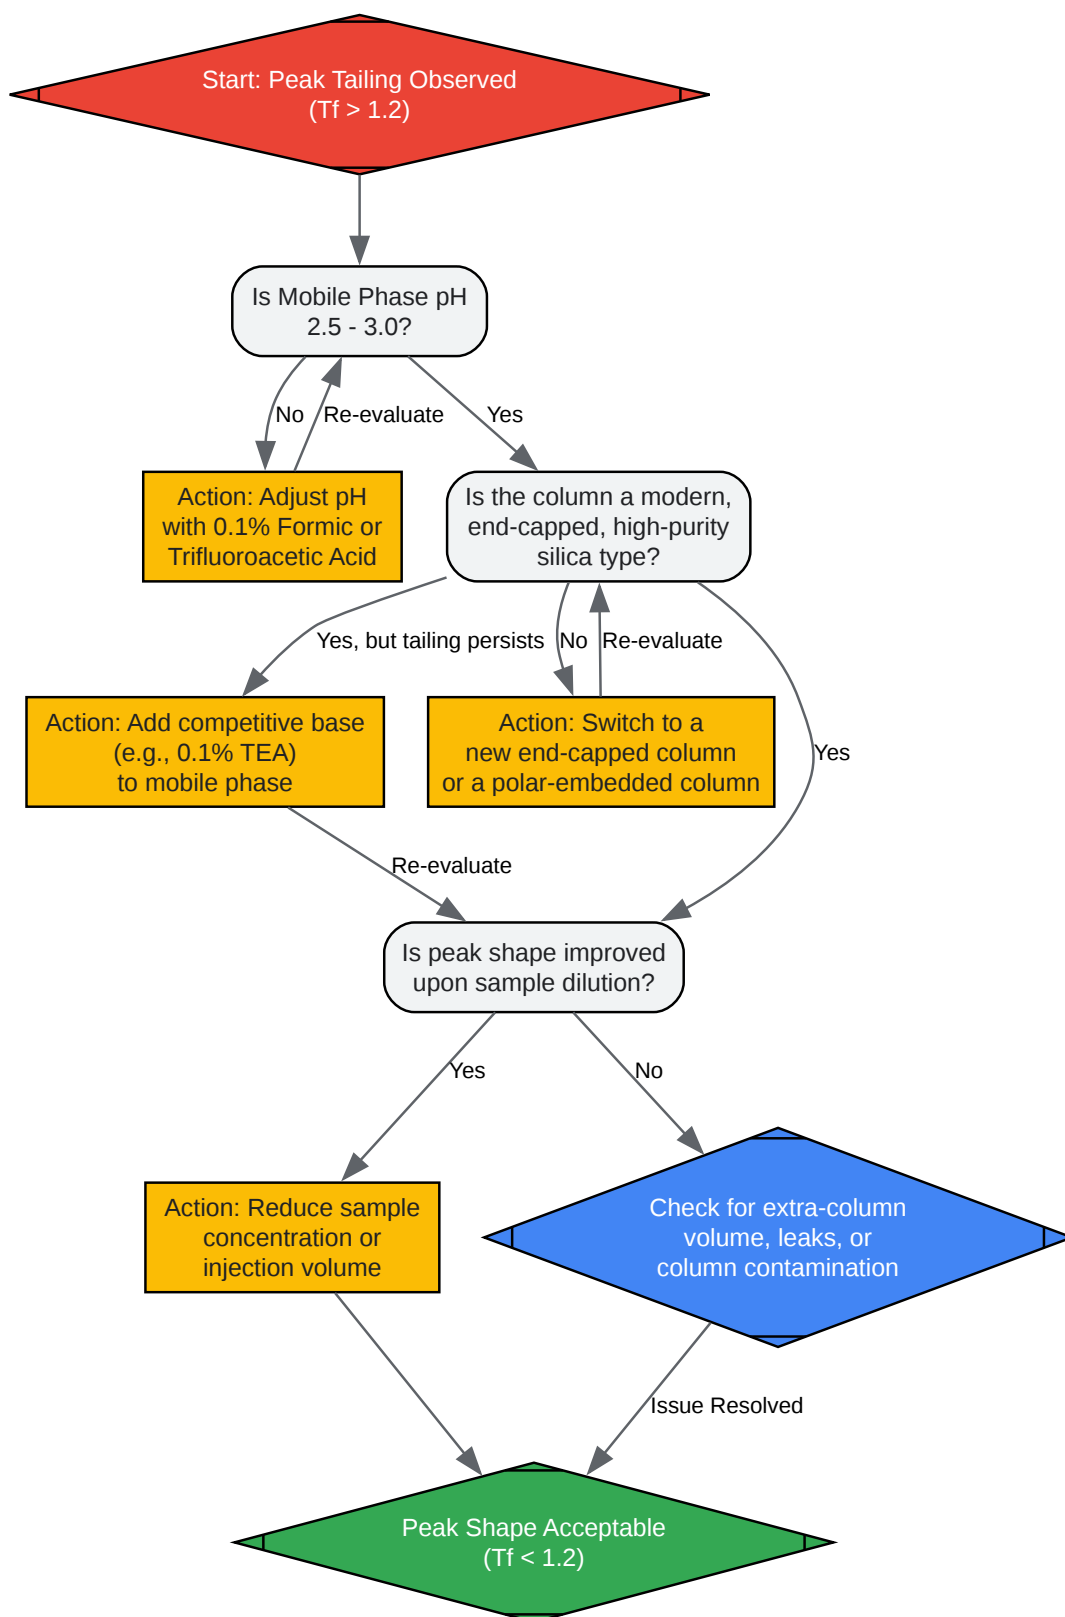 Start: Peak Tailing Observed
(Tf > 1.2)
Is Mobile Phase pH
2.5 - 3.0?
No
Re-evaluate
Yes
Action: Adjust pH
with 0.1% Formic or
Trifluoroacetic Acid
Is the column a modern,
end-capped, high-purity
silica type?
Yes, but tailing persists
No
Re-evaluate
Yes
Action: Add competitive base
(e.g., 0.1% TEA)
to mobile phase
Action: Switch to a
new end-capped column
or a polar-embedded column
Re-evaluate
Is peak shape improved
upon sample dilution?
Yes
No
Action: Reduce sample
concentration or
injection volume
Check for extra-column
volume, leaks, or
column contamination
Issue Resolved
Peak Shape Acceptable
(Tf < 1.2)